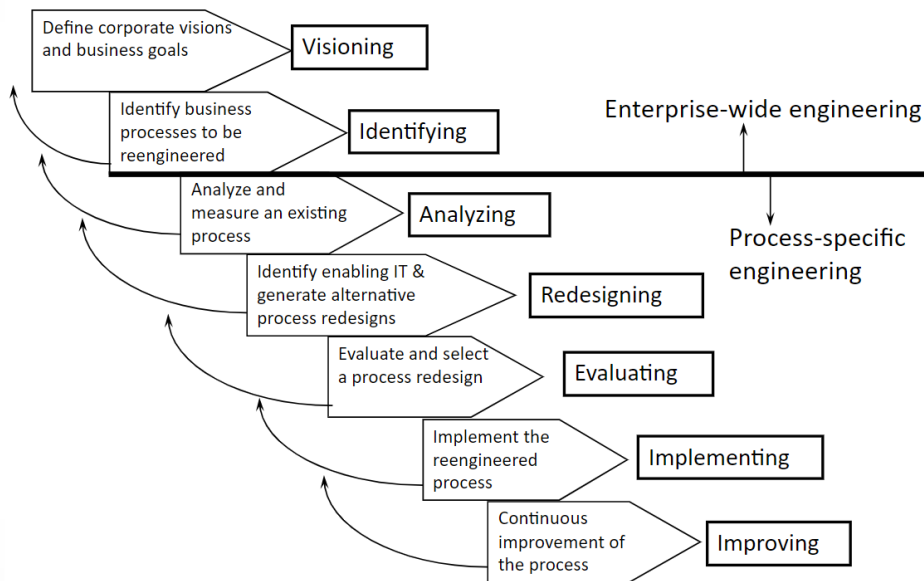 Define corporate visions
and business goals
Visioning
Identify business
processes to be
reengineered
Identifying
Enterprise-wide engineering
Analyze and
measure an existing
process
Analyzing
Process-specific
engineering
Identify enabling IT &
generate alternative
process redesigns
Redesigning
Evaluate and select
a process redesign
Evaluating
Implement the
reengineered
process
Implementing
Continuous
improvement of
the process
Improving